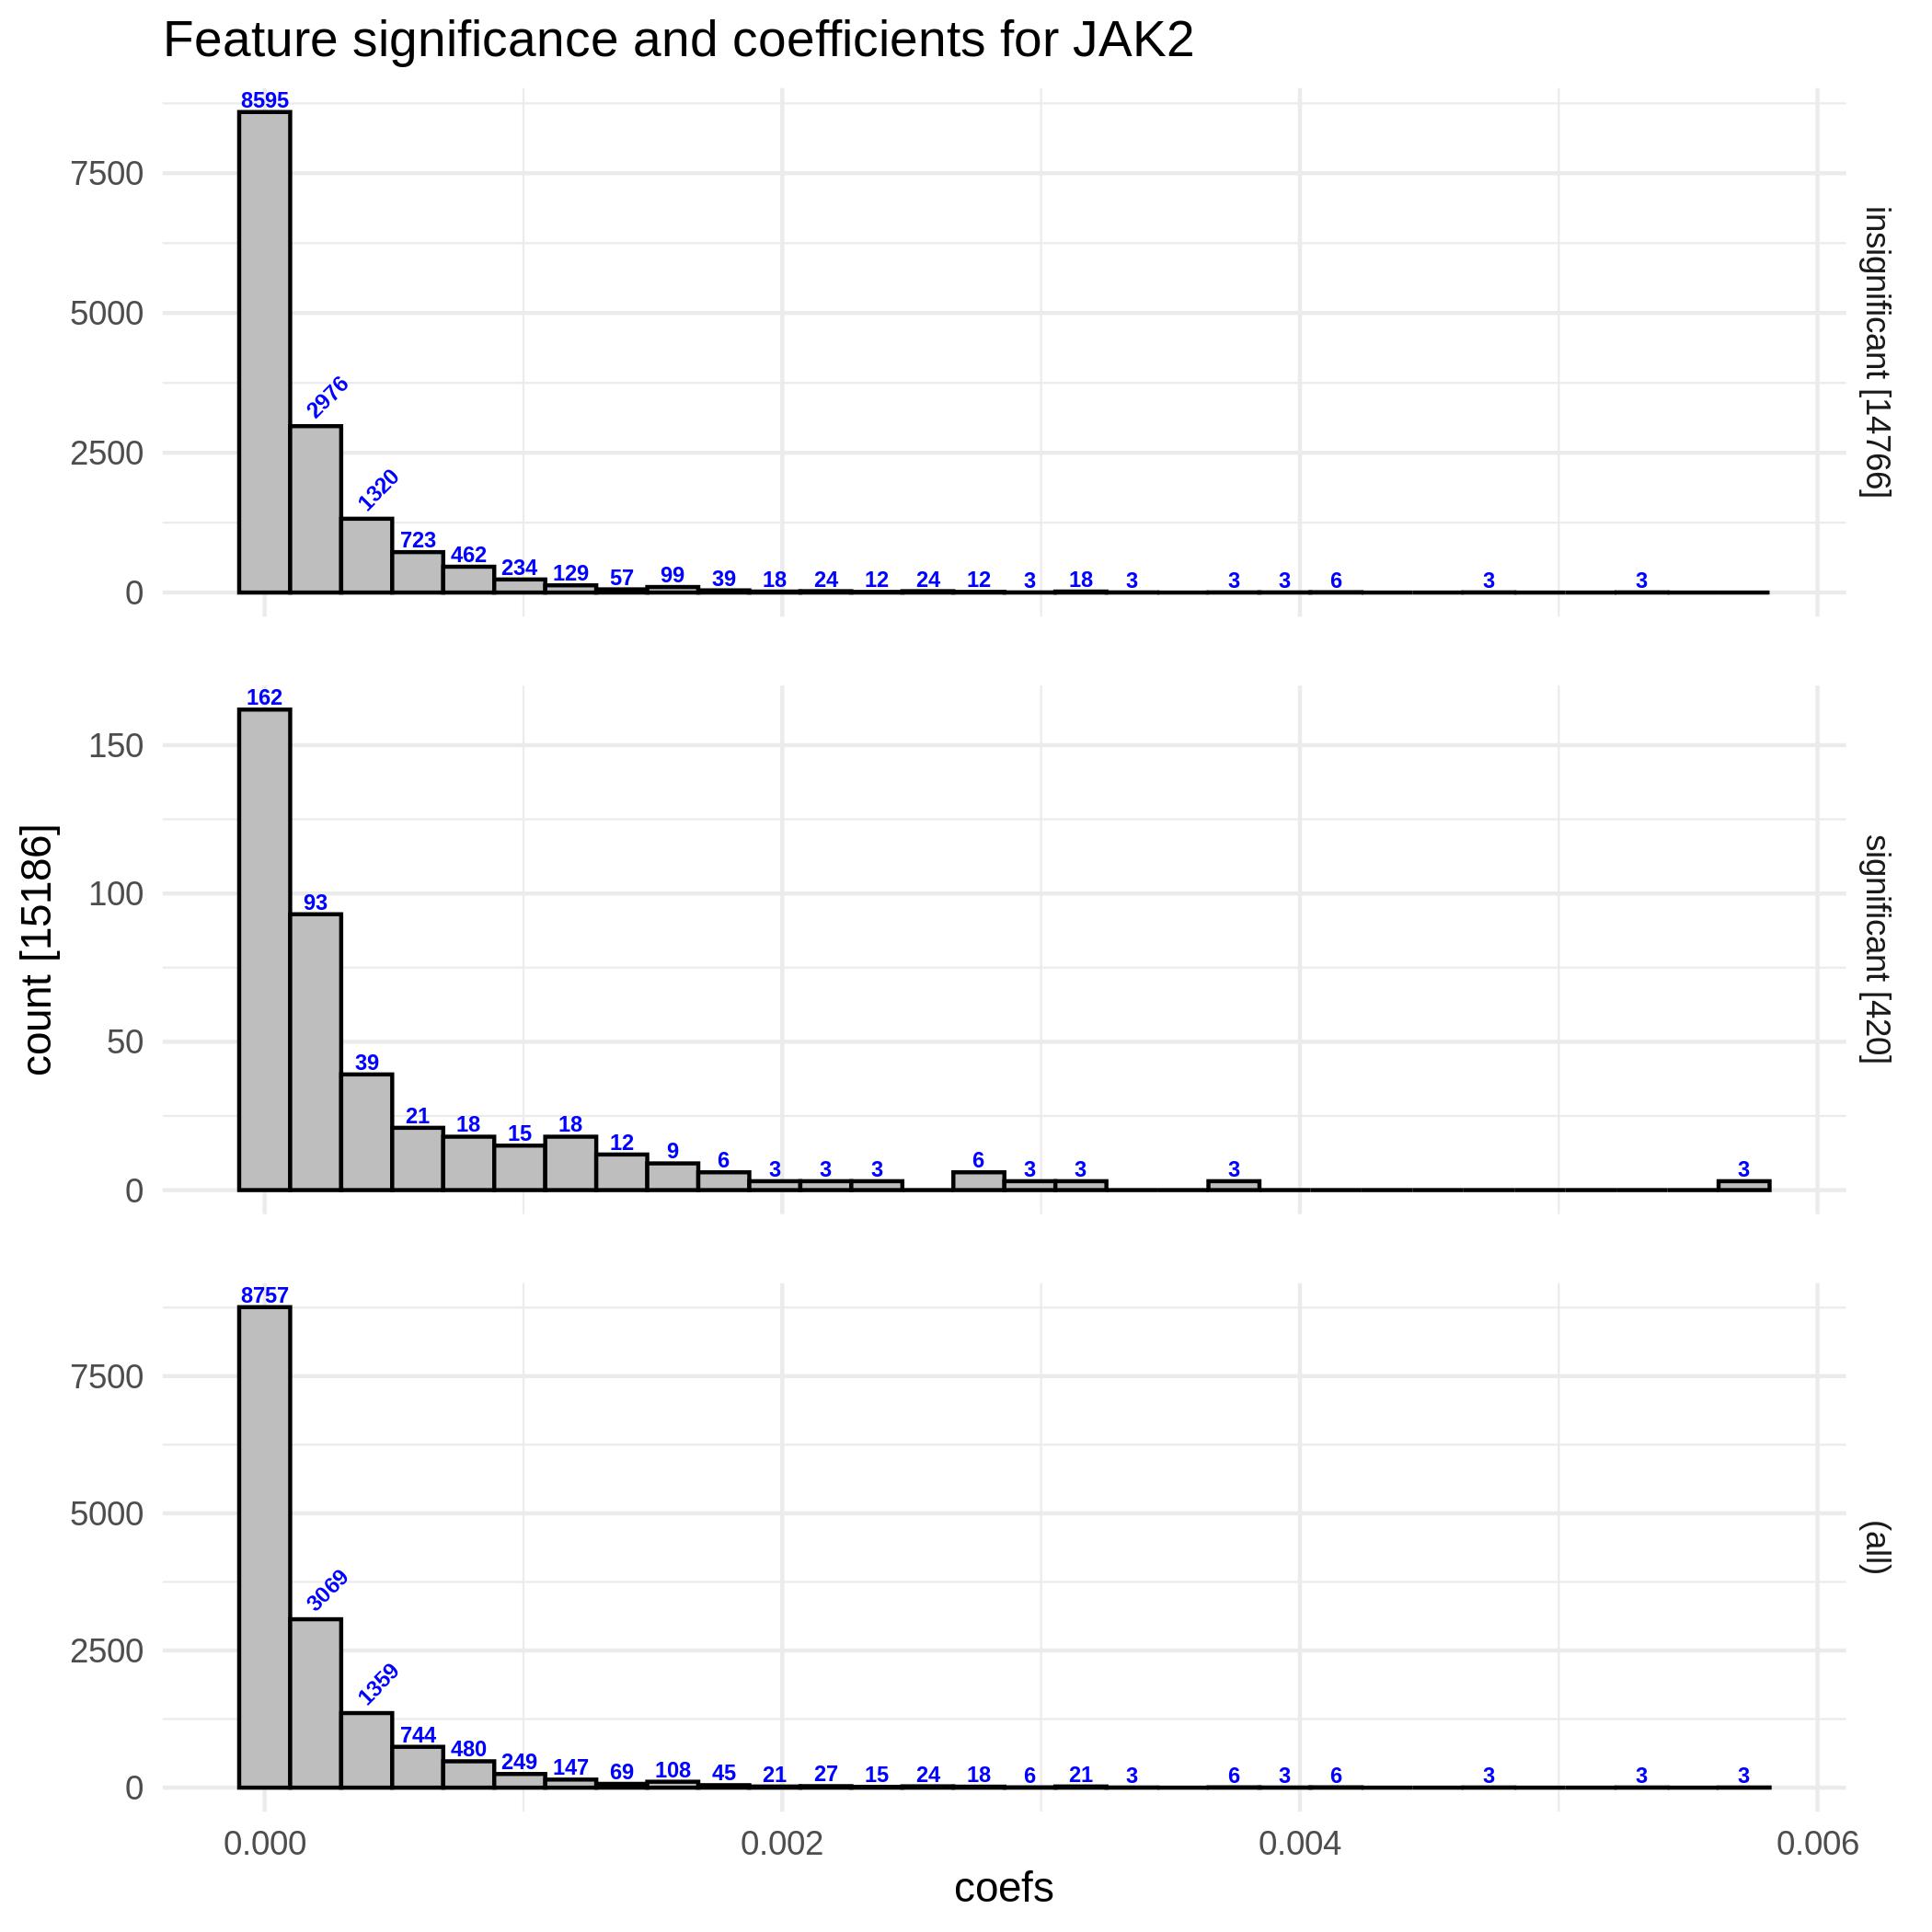 Feature significance and coefficients for JAK2
8595
2976
1320
723 462 234 129 57 99 39 18 24 12 24 12 3 18 3 3 3 6 3 3
7500
5000
2500
0
insignificant [14766]
162
93
39
21 18 15 18 12 9 6 3 3 3 6 3 3 3 3
150
100
50
0
significant [420]
count [15186]
8757
3069
1359
744 480 249 147 69 108 45 21 27 15 24 18 6 21 3 6 3 6 3 3 3
7500
5000
2500
0
(all)
0.000 0.002 0.004 0.006
coefs